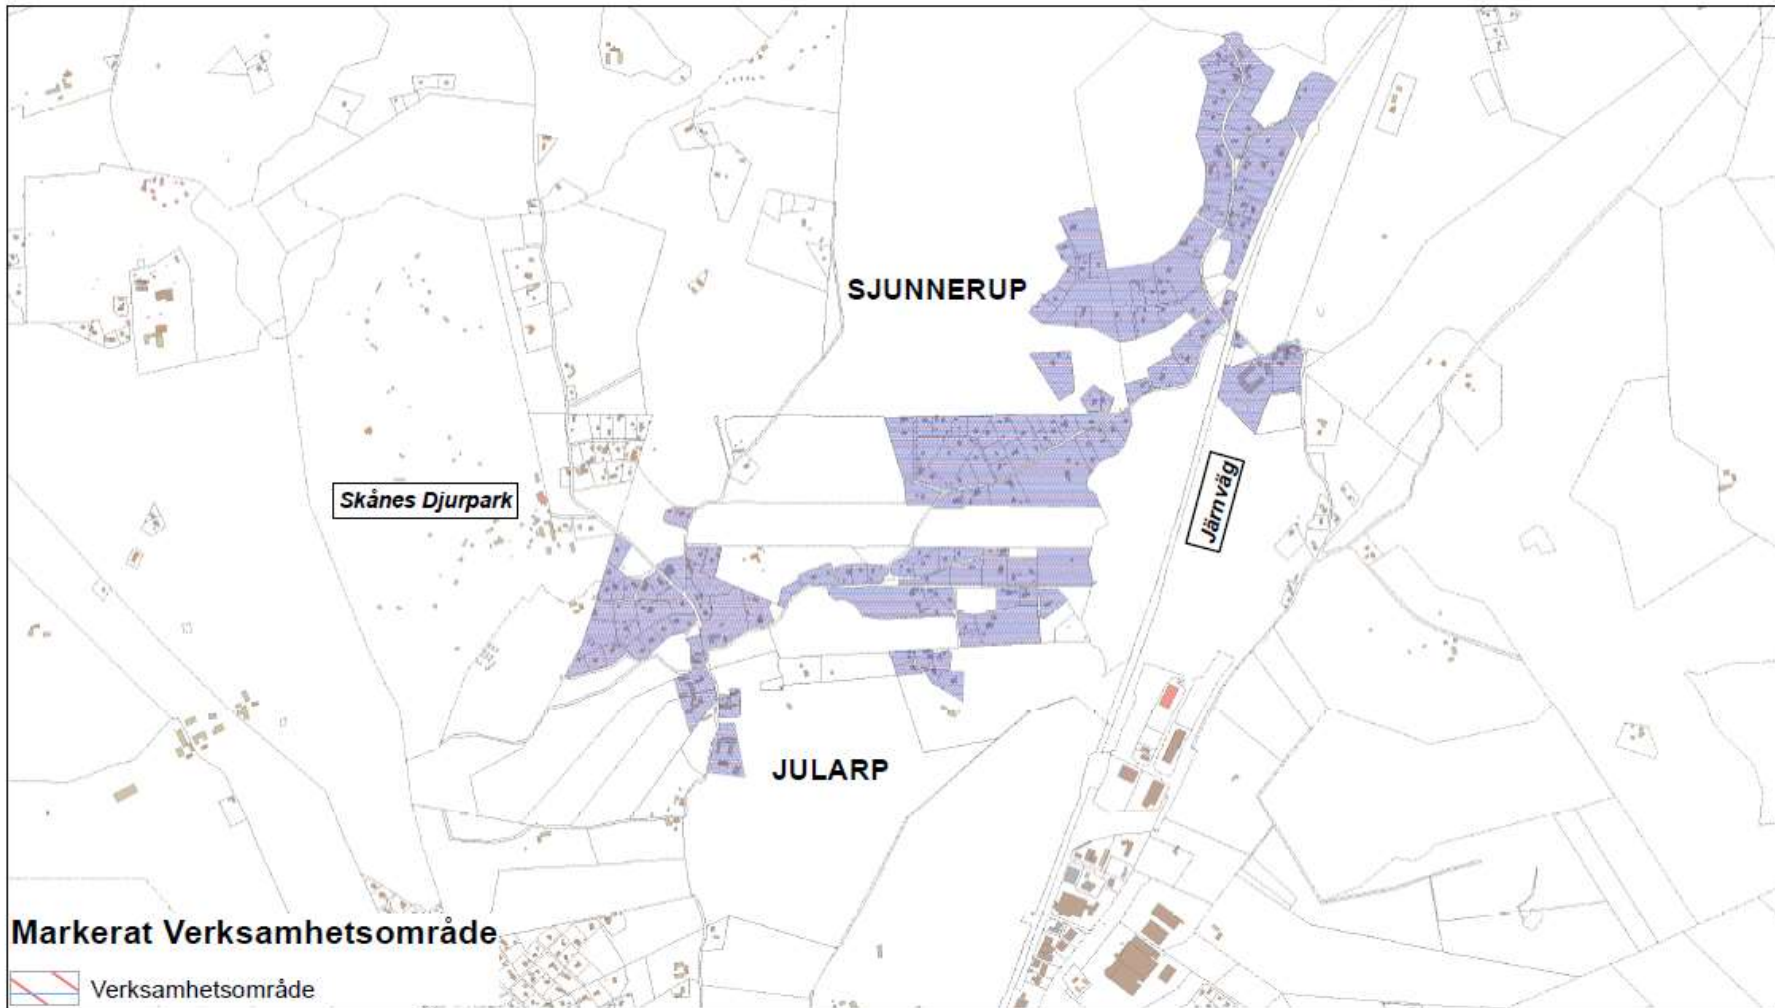 SJUNNERUP
Skånes Djurpark
Järnväg
JULARP
Markerat Verksamhetsområde
Verksamhetsområde